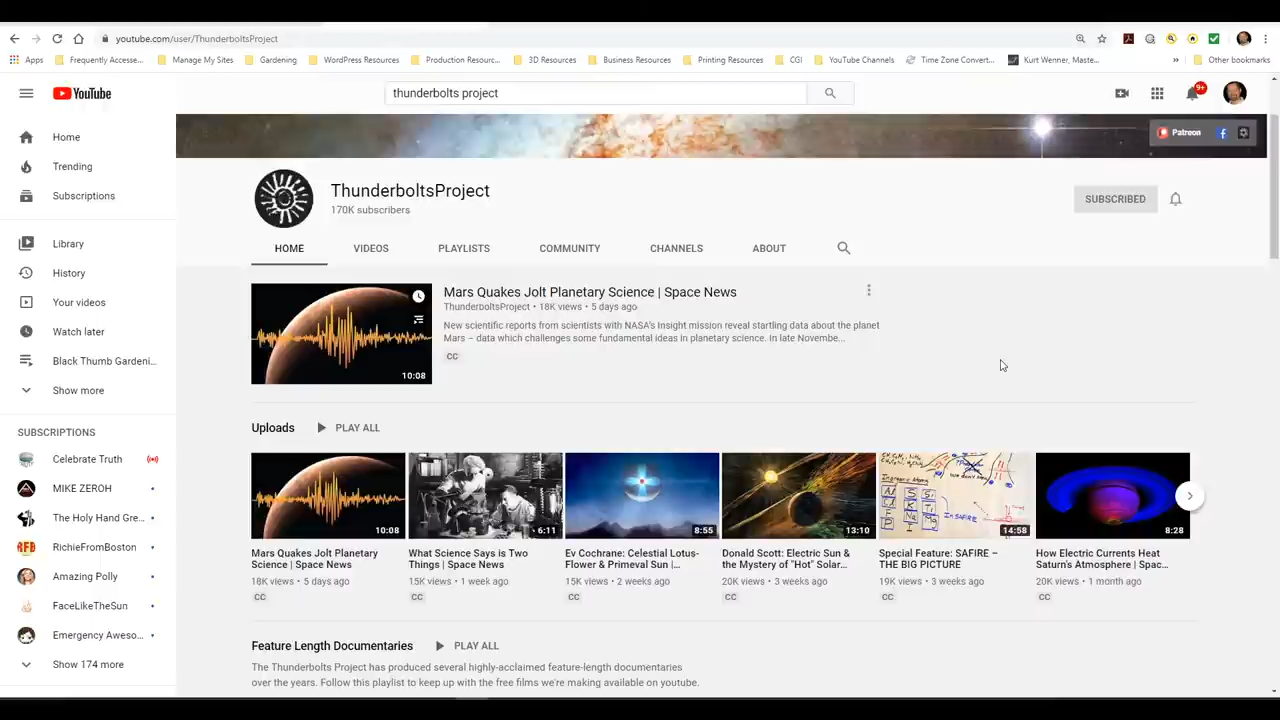 youtube.com/user/ThunderboltsProject
Apps Frequently Accesse... Manage My Sites Gardening WordPress Resources Production Resourc... 3D Resources Business Resources Printing Resources CGI YouTube Channels Time Zone Convert... Kurt Wenner, Maste... » Other bookmarks
YouTube
thunderbolts project
9+
Home
Trending
Subscriptions
Library
History
Your videos
Watch later
Black Thumb Gardeni...
Show more
SUBSCRIPTIONS
Celebrate Truth
MIKE ZEROH
The Holy Hand Gre...
RichieFromBoston
Amazing Polly
FaceLikeTheSun
Emergency Aweso...
Show 174 more
Patreon
ThunderboltsProject
170K subscribers
SUBSCRIBED
HOME VIDEOS PLAYLISTS COMMUNITY CHANNELS ABOUT
10:08
Mars Quakes Jolt Planetary Science | Space News
ThunderboltsProject • 18K views • 5 days ago
New scientific reports from scientists with NASA's Insight mission reveal startling data about the planet
Mars – data which challenges some fundamental ideas in planetary science. In late Novembe...
CC
Uploads PLAY ALL
10:08
Mars Quakes Jolt Planetary
Science | Space News
18K views • 5 days ago
CC
6:11
What Science Says is Two
Things | Space News
15K views • 1 week ago
CC
8:55
Ev Cochrane: Celestial Lotus-
Flower & Primeval Sun |...
15K views • 2 weeks ago
CC
13:10
Donald Scott: Electric Sun &
the Mystery of "Hot" Solar...
20K views • 3 weeks ago
CC
14:58
Special Feature: SAFIRE –
THE BIG PICTURE
19K views • 3 weeks ago
CC
8:28
How Electric Currents Heat
Saturn's Atmosphere | Spac...
20K views • 1 month ago
CC
Feature Length Documentaries PLAY ALL
The Thunderbolts Project has produced several highly-acclaimed feature-length documentaries
over the years. Follow this playlist to keep up with the free films we're making available on youtube.